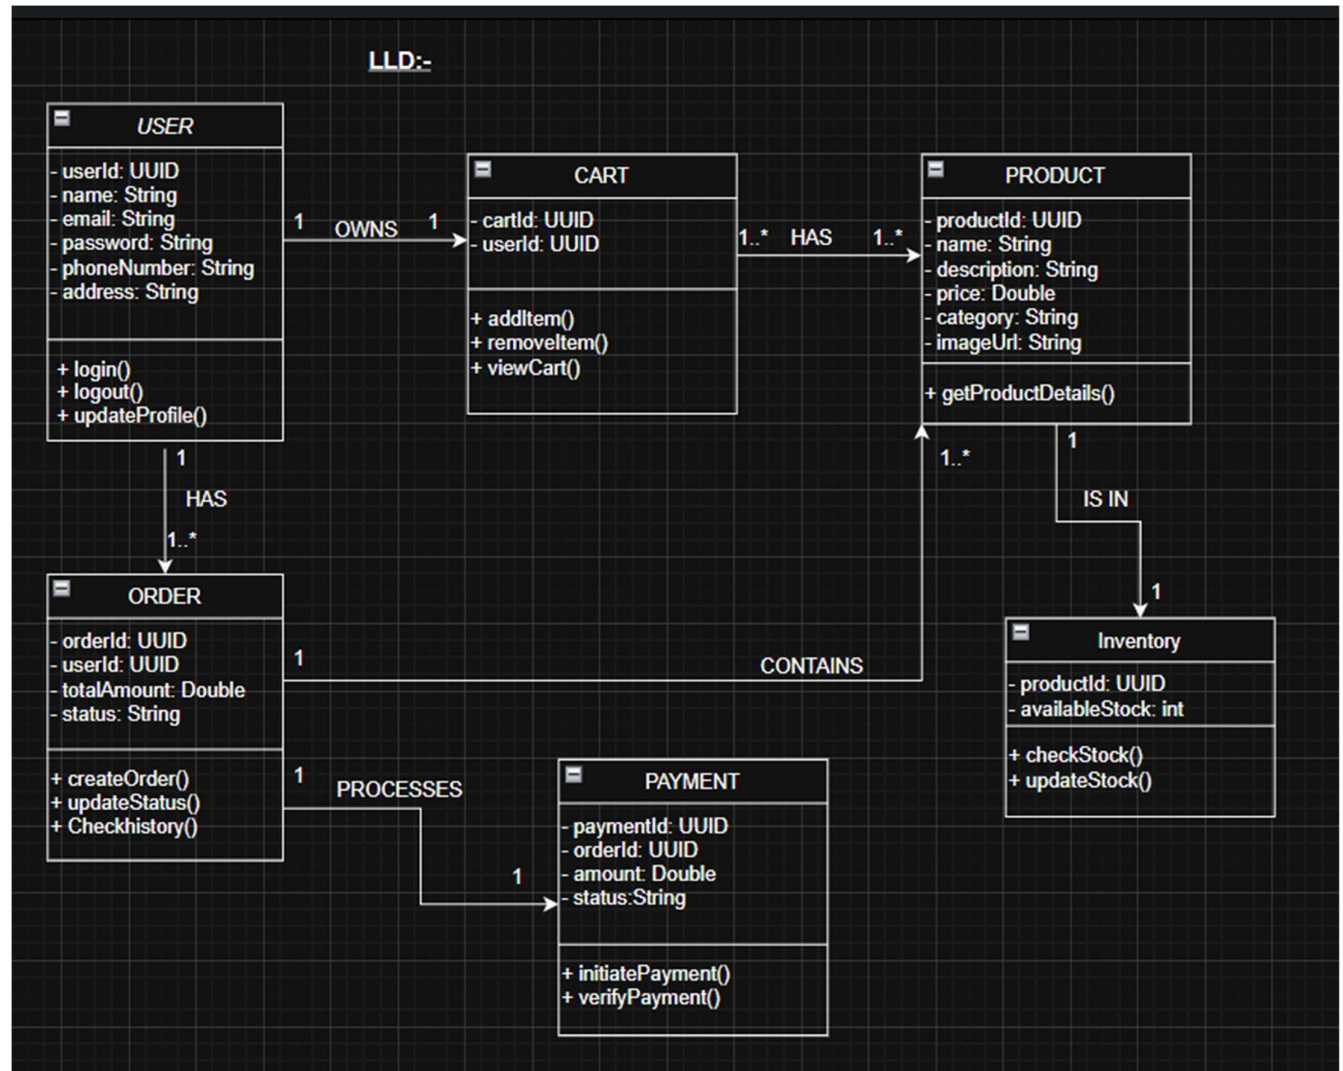 LLD:-
USER
- userId: UUID
- name: String
- email: String
- password: String
- phoneNumber: String
- address: String
+ login()
+ logout()
+ updateProfile()
1 OWNS 1
CART
- cartId: UUID
- userId: UUID
+ addItem()
+ removeItem()
+ viewCart()
1..* HAS 1..*
PRODUCT
- productId: UUID
- name: String
- description: String
- price: Double
- category: String
- imageUrl: String
+ getProductDetails()
1
HAS
1..*
1..*
1
IS IN
1
ORDER
- orderId: UUID
- userId: UUID
- totalAmount: Double
- status: String
+ createOrder()
+ updateStatus()
+ Checkhistory()
1
CONTAINS
Inventory
- productId: UUID
- availableStock: int
+ checkStock()
+ updateStock()
1
PROCESSES
1
PAYMENT
- paymentId: UUID
- orderId: UUID
- amount: Double
- status:String
+ initiatePayment()
+ verifyPayment()